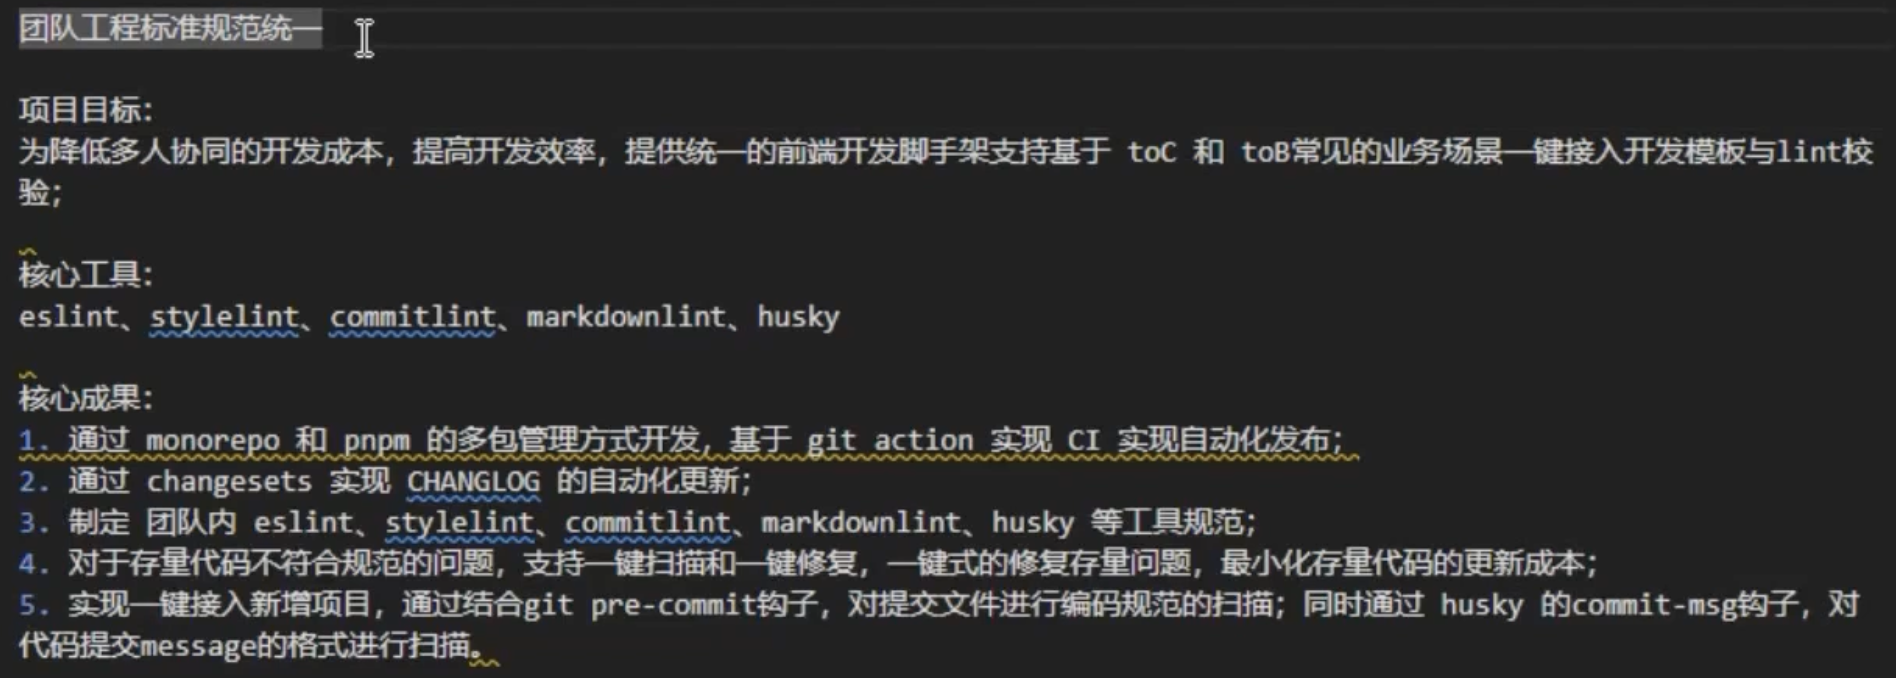 团队工程标准规范统一
项目目标:
为降低多人协同的开发成本，提高开发效率，提供统一的前端开发脚手架支持基于 toC 和 toB常见的业务场景一键接入开发模板与lint校
验;
核心工具:
eslint、stylelint、commitlint、markdownlint、husky
核心成果:
1. 通过 monorepo 和 pnpm 的多包管理方式开发，基于 git action 实现 CI 实现自动化发布;
2. 通过 changesets 实现 CHANGLOG 的自动化更新;
3. 制定 团队内 eslint、stylelint、commitlint、markdownlint、husky 等工具规范;
4. 对于存量代码不符合规范的问题，支持一键扫描和一键修复，一键式的修复存量问题，最小化存量代码的更新成本;
5. 实现一键接入新增项目，通过结合git pre-commit钩子，对提交文件进行编码规范的扫描; 同时通过 husky 的commit-msg钩子，对
代码提交message的格式进行扫描。